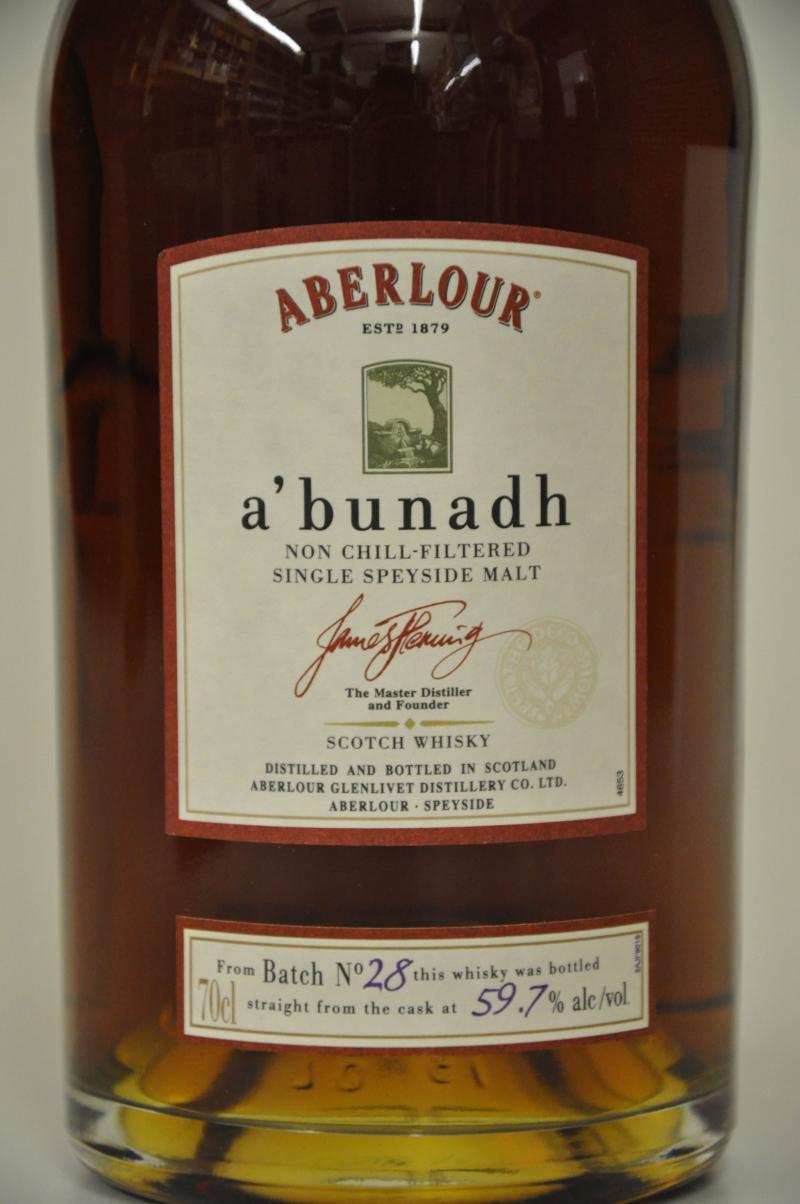 ABERLOUR®
ESTD 1879
a'bunadh
NON CHILL-FILTERED
SINGLE SPEYSIDE MALT
James Fleming
The Master Distiller
and Founder
SCOTCH WHISKY
DISTILLED AND BOTTLED IN SCOTLAND
ABERLOUR GLENLIVET DISTILLERY CO. LTD.
ABERLOUR · SPEYSIDE
4653
From Batch Nº 28 this whisky was bottled
70cl straight from the cask at 59.7% alc/vol.